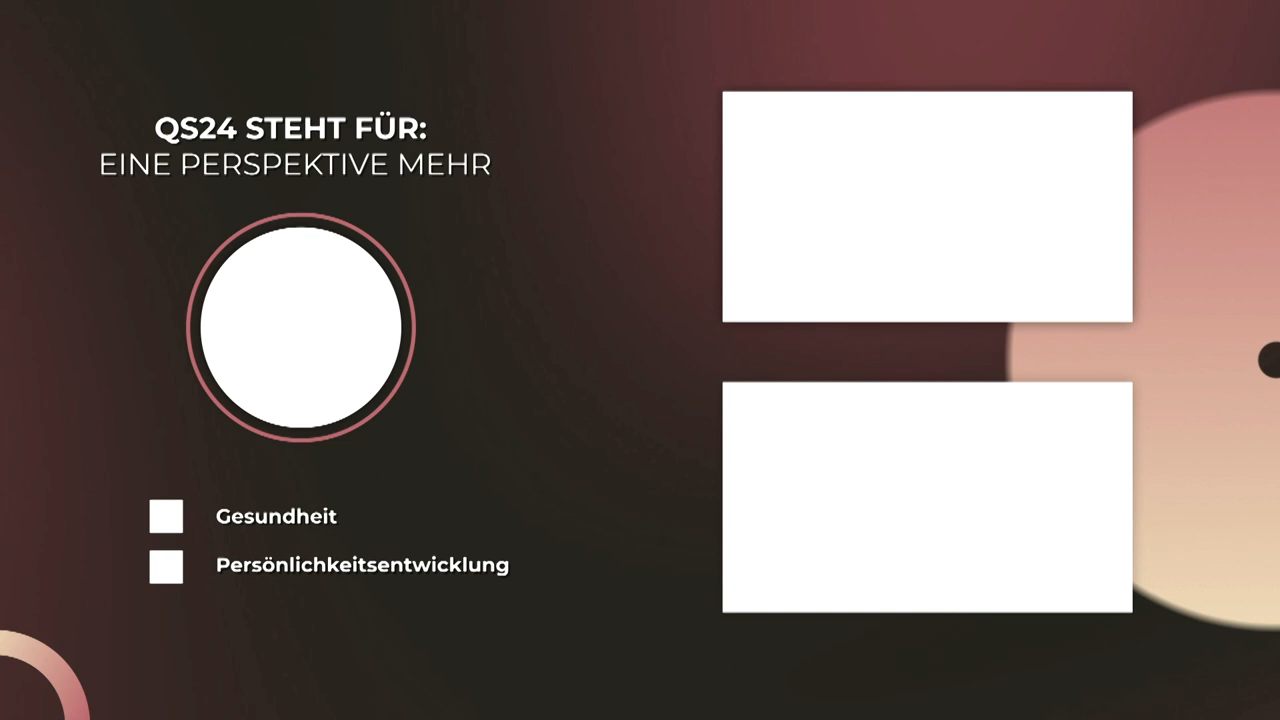 QS24 STEHT FÜR:
EINE PERSPEKTIVE MEHR
Gesundheit
Persönlichkeitsentwicklung